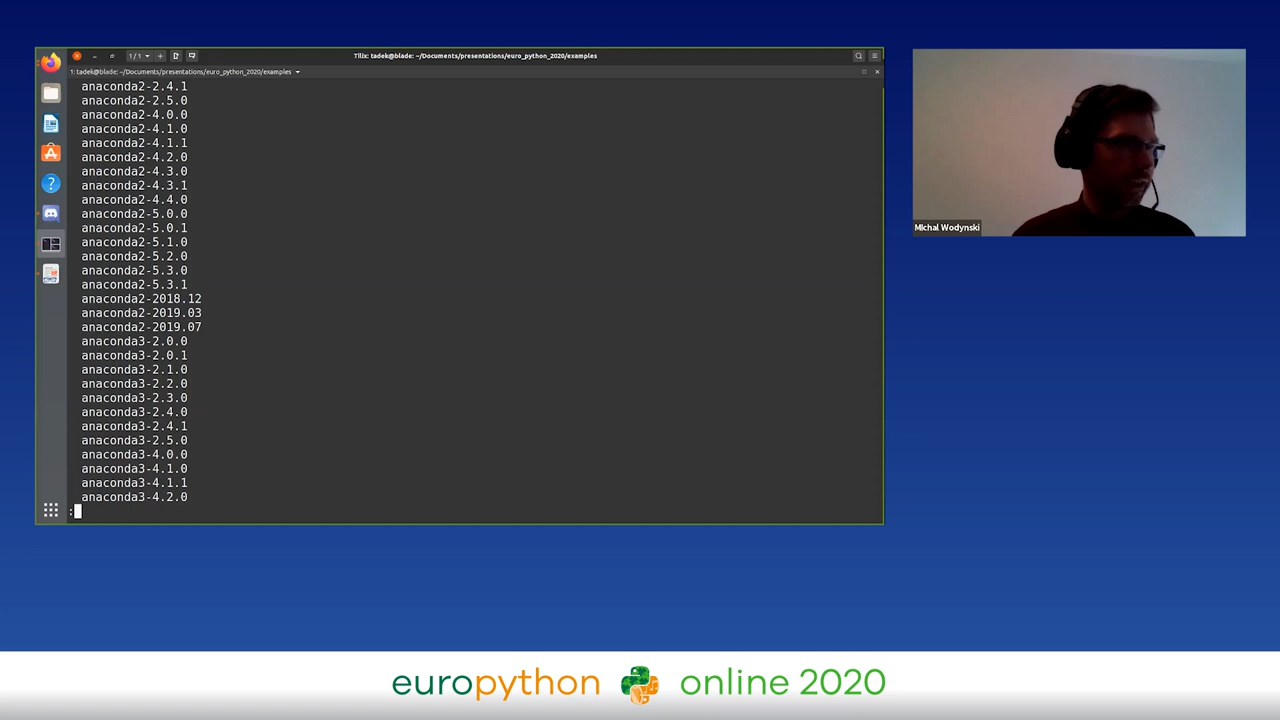 1 / 1
Tilix: tadek@blade: ~/Documents/presentations/euro_python_2020/examples
1: tadek@blade: ~/Documents/presentations/euro_python_2020/examples
anaconda2-2.4.1
anaconda2-2.5.0
anaconda2-4.0.0
anaconda2-4.1.0
anaconda2-4.1.1
anaconda2-4.2.0
anaconda2-4.3.0
anaconda2-4.3.1
anaconda2-4.4.0
anaconda2-5.0.0
anaconda2-5.0.1
anaconda2-5.1.0
anaconda2-5.2.0
anaconda2-5.3.0
anaconda2-5.3.1
anaconda2-2018.12
anaconda2-2019.03
anaconda2-2019.07
anaconda3-2.0.0
anaconda3-2.0.1
anaconda3-2.1.0
anaconda3-2.2.0
anaconda3-2.3.0
anaconda3-2.4.0
anaconda3-2.4.1
anaconda3-2.5.0
anaconda3-4.0.0
anaconda3-4.1.0
anaconda3-4.1.1
anaconda3-4.2.0
:
Michal Wodynski
europython online 2020